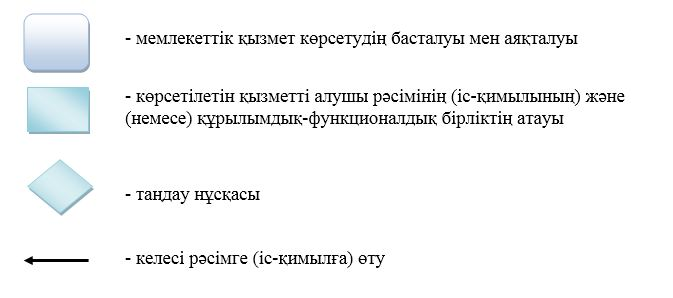 - мемлекеттік қызмет көрсетудің басталуы мен аяқталуы
- көрсетілетін қызметті алушы рәсімінің (іс-қимылының) және
(немесе) құрылымдық-функционалдық бірліктің атауы
- таңдау нұсқасы
- келесі рәсімге (іс-қимылға) өту